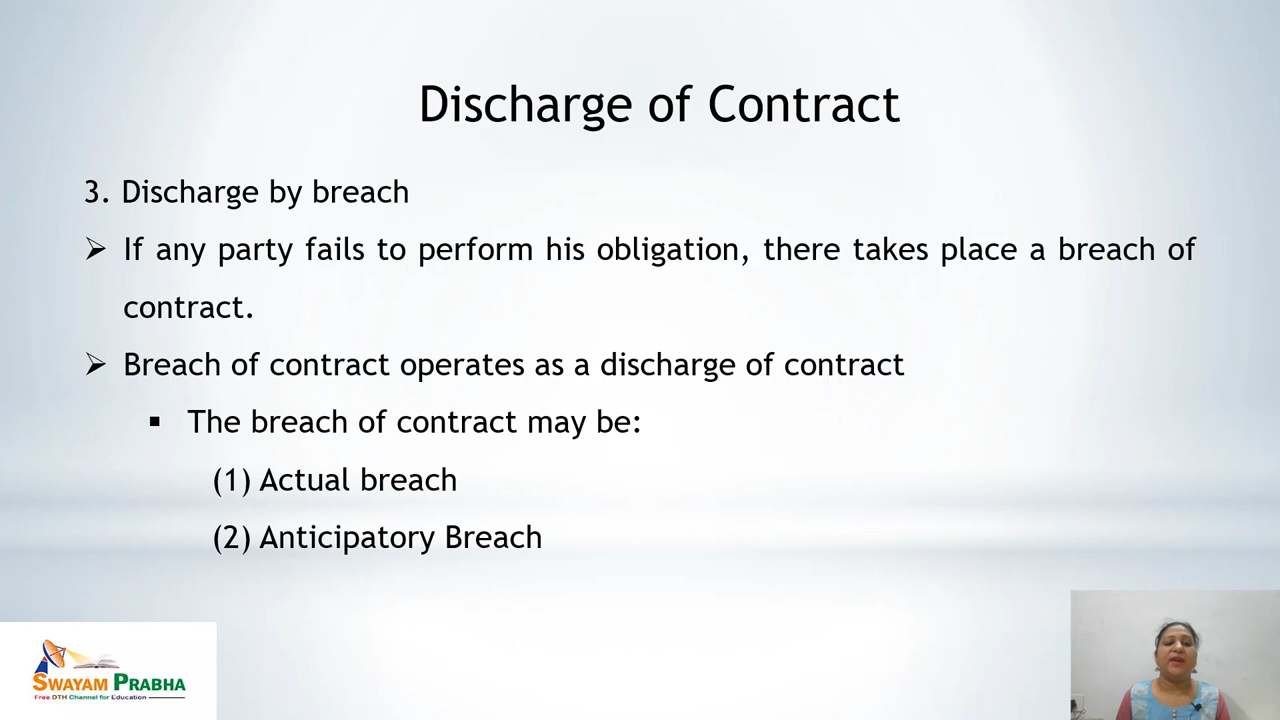 Discharge of Contract
3. Discharge by breach
➢ If any party fails to perform his obligation, there takes place a breach of
contract.
➢ Breach of contract operates as a discharge of contract
▪ The breach of contract may be:
(1) Actual breach
(2) Anticipatory Breach
SWAYAM PRABHA
Free DTH Channel for Education